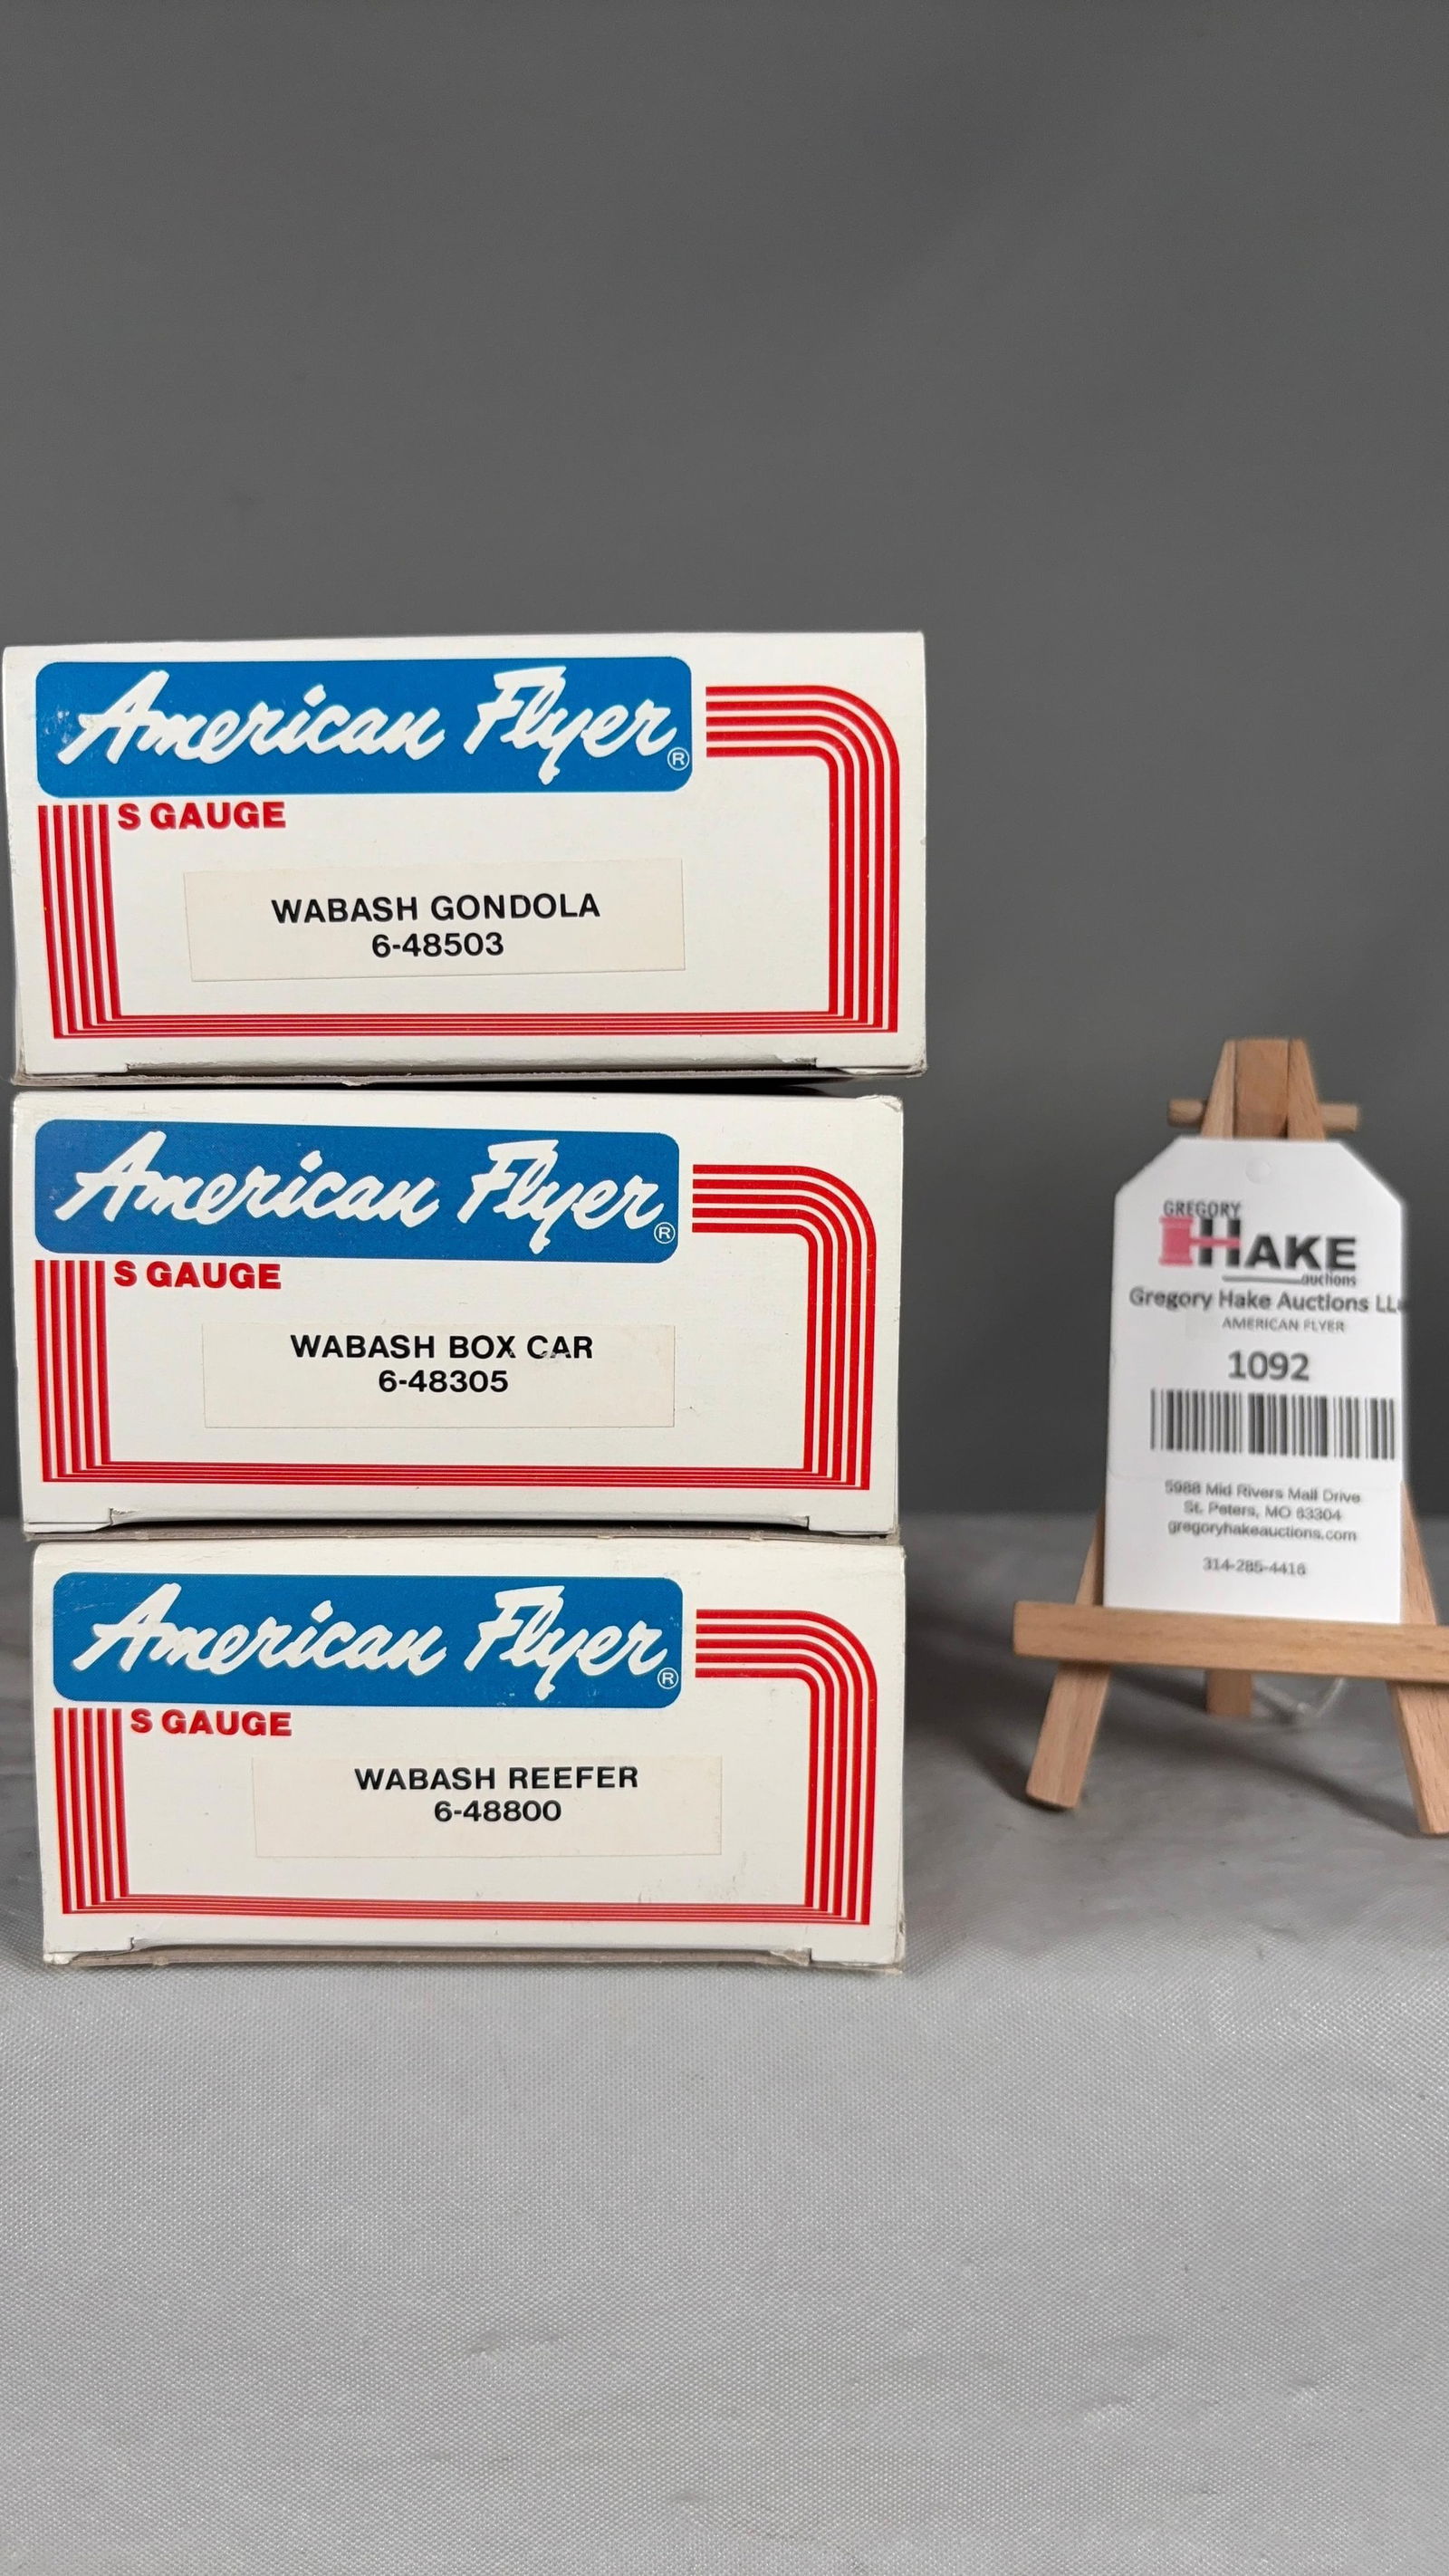 American Flyer®
S GAUGE
WABASH GONDOLA
6-48503
American Flyer®
S GAUGE
WABASH BOX CAR
6-48305
American Flyer®
S GAUGE
WABASH REEFER
6-48800
GREGORY
HAKE
auctions
Gregory Hake Auctions LLC
AMERICAN FLYER
1092
5988 Mid Rivers Mall Drive
St. Peters, MO 63304
gregoryhakeauctions.com
314-285-4416